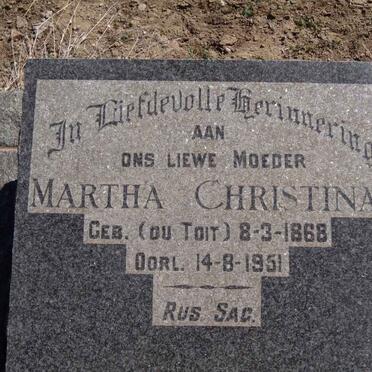 In Liefdevolle Herinnering
AAN
ONS LIEWE MOEDER
MARTHA CHRISTINA
GEB. (DU TOIT) 8-3-1868
OORL. 14-8-1951
RUS SAG.